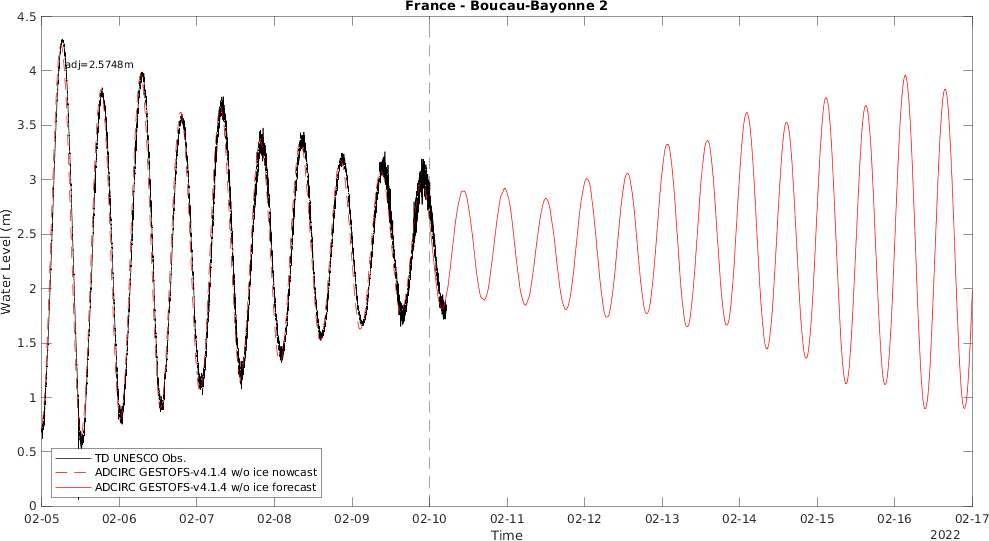 France - Boucau-Bayonne 2
adj=2.5748m
Water Level (m)
4.5
4
3.5
3
2.5
2
1.5
1
0.5
0
TD UNESCO Obs.
ADCIRC GESTOFS-v4.1.4 w/o ice nowcast
ADCIRC GESTOFS-v4.1.4 w/o ice forecast
02-05 02-06 02-07 02-08 02-09 02-10 02-11 02-12 02-13 02-14 02-15 02-16 02-17
Time
2022